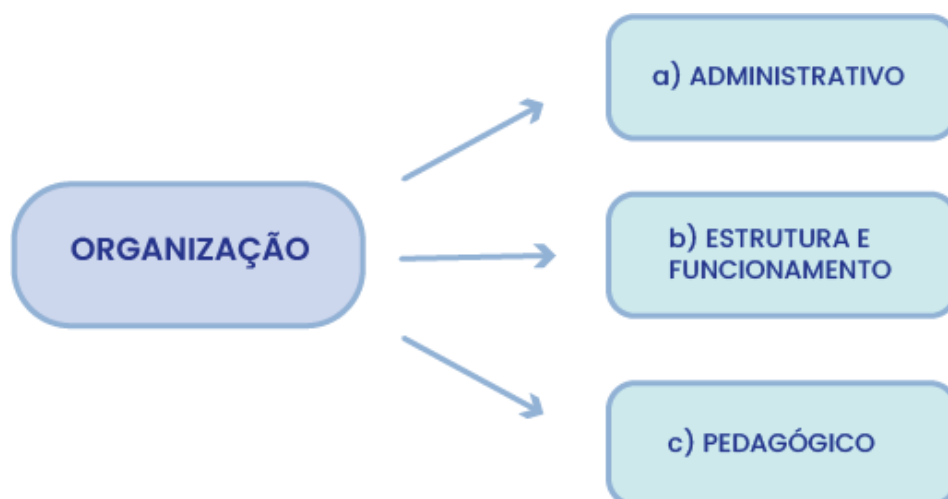 ORGANIZAÇÃO
a) ADMINISTRATIVO
b) ESTRUTURA E
FUNCIONAMENTO
c) PEDAGÓGICO